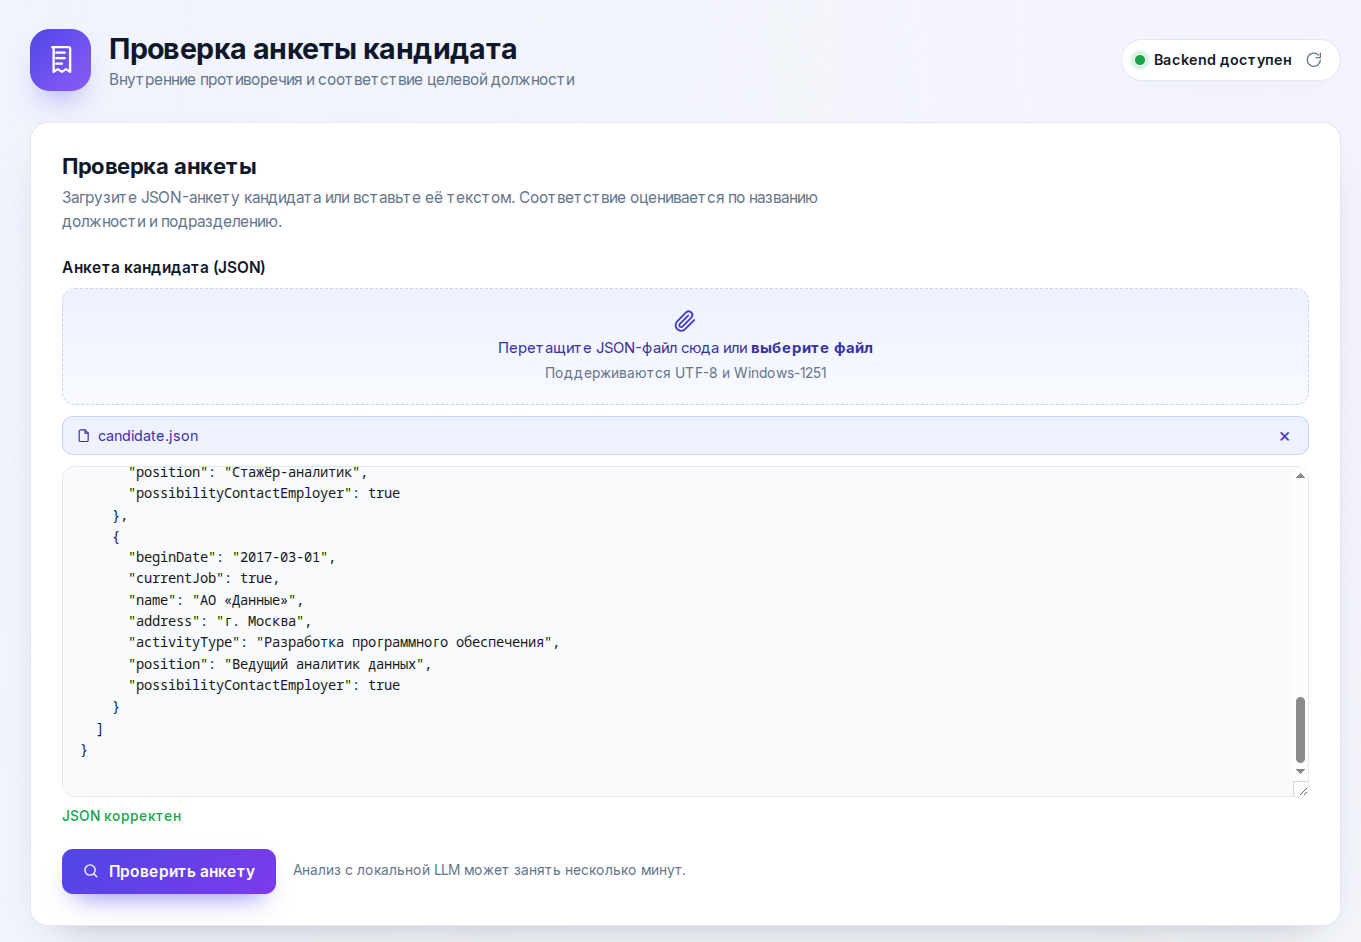 Проверка анкеты кандидата
Внутренние противоречия и соответствие целевой должности
Backend доступен
Проверка анкеты
Загрузите JSON-анкету кандидата или вставьте её текстом. Соответствие оценивается по названию
должности и подразделению.
Анкета кандидата (JSON)
Перетащите JSON-файл сюда или выберите файл
Поддерживаются UTF-8 и Windows-1251
candidate.json
"position": "Стажёр-аналитик",
"possibilityContactEmployer": true
},
{
"beginDate": "2017-03-01",
"currentJob": true,
"name": "АО «Данные»",
"address": "г. Москва",
"activityType": "Разработка программного обеспечения",
"position": "Ведущий аналитик данных",
"possibilityContactEmployer": true
}
]
}
JSON корректен
Проверить анкету
Анализ с локальной LLM может занять несколько минут.